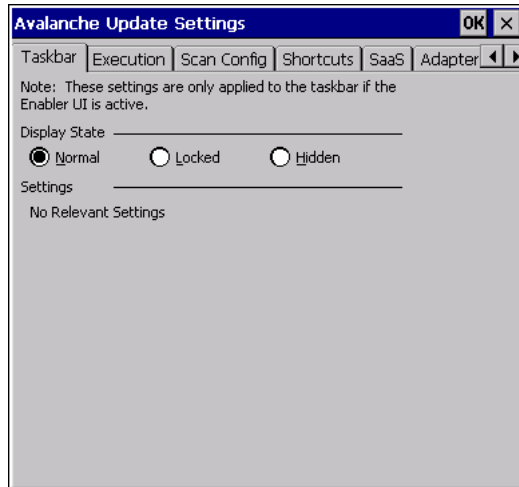 Avalanche Update Settings OK ×
Taskbar Execution Scan Config Shortcuts SaaS Adapter
Note: These settings are only applied to the taskbar if the
Enabler UI is active.
Display State
Normal Locked Hidden
Settings
No Relevant Settings